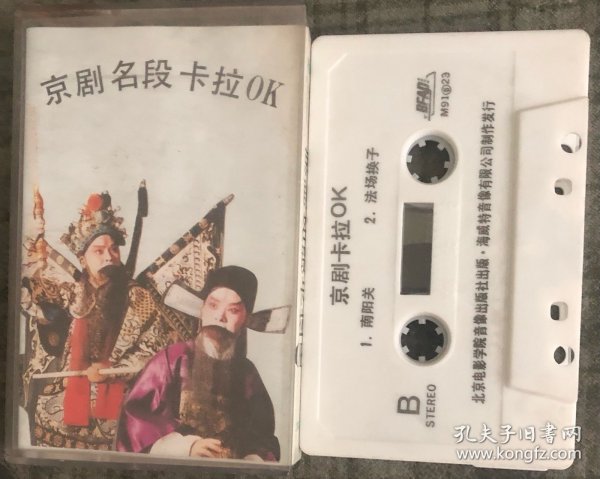 京剧名段卡拉OK
BFAD!
M91⑧23
京剧卡拉OK
1. 南阳关
2. 法场换子
B
STEREO
北京电影学院音像出版社出版·海威特音像有限公司制作发行
孔夫子旧书网
www.kongfz.com